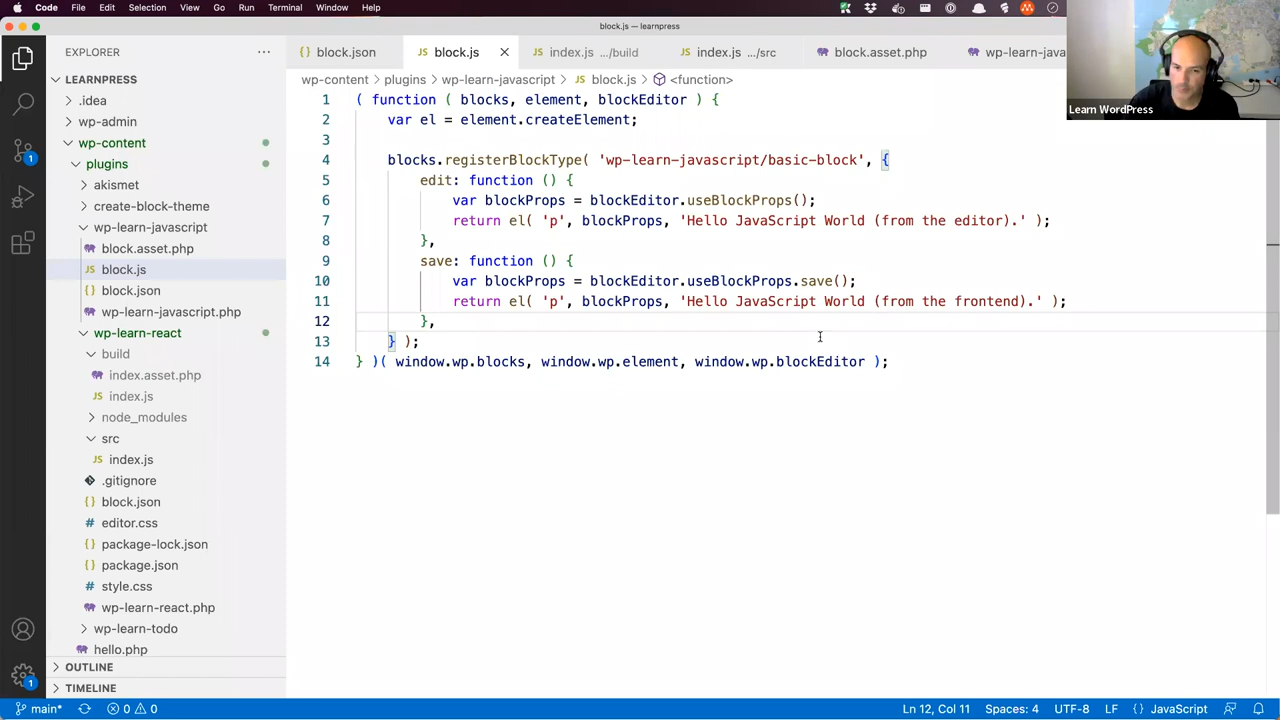 Code File Edit Selection View Go Run Terminal Window Help
block.js — learnpress
EXPLORER
block.json
block.js
index.js .../build
index.js .../src
block.asset.php
wp-learn-java
Learn WordPress
LEARNPRESS
wp-content > plugins > wp-learn-javascript > block.js > <function>
.idea
wp-admin
wp-content
plugins
akismet
create-block-theme
wp-learn-javascript
block.asset.php
block.js
block.json
wp-learn-javascript.php
wp-learn-react
build
index.asset.php
index.js
node_modules
src
index.js
.gitignore
block.json
editor.css
package-lock.json
package.json
style.css
wp-learn-react.php
wp-learn-todo
hello.php
OUTLINE
TIMELINE
1 ( function ( blocks, element, blockEditor ) {
2 var el = element.createElement;
3
4 blocks.registerBlockType( 'wp-learn-javascript/basic-block', {
5 edit: function () {
6 var blockProps = blockEditor.useBlockProps();
7 return el( 'p', blockProps, 'Hello JavaScript World (from the editor).' );
8 },
9 save: function () {
10 var blockProps = blockEditor.useBlockProps.save();
11 return el( 'p', blockProps, 'Hello JavaScript World (from the frontend).' );
12 },
13 } );
14 } )( window.wp.blocks, window.wp.element, window.wp.blockEditor );
1
1
main* 0 0 Ln 12, Col 11 Spaces: 4 UTF-8 LF {} JavaScript